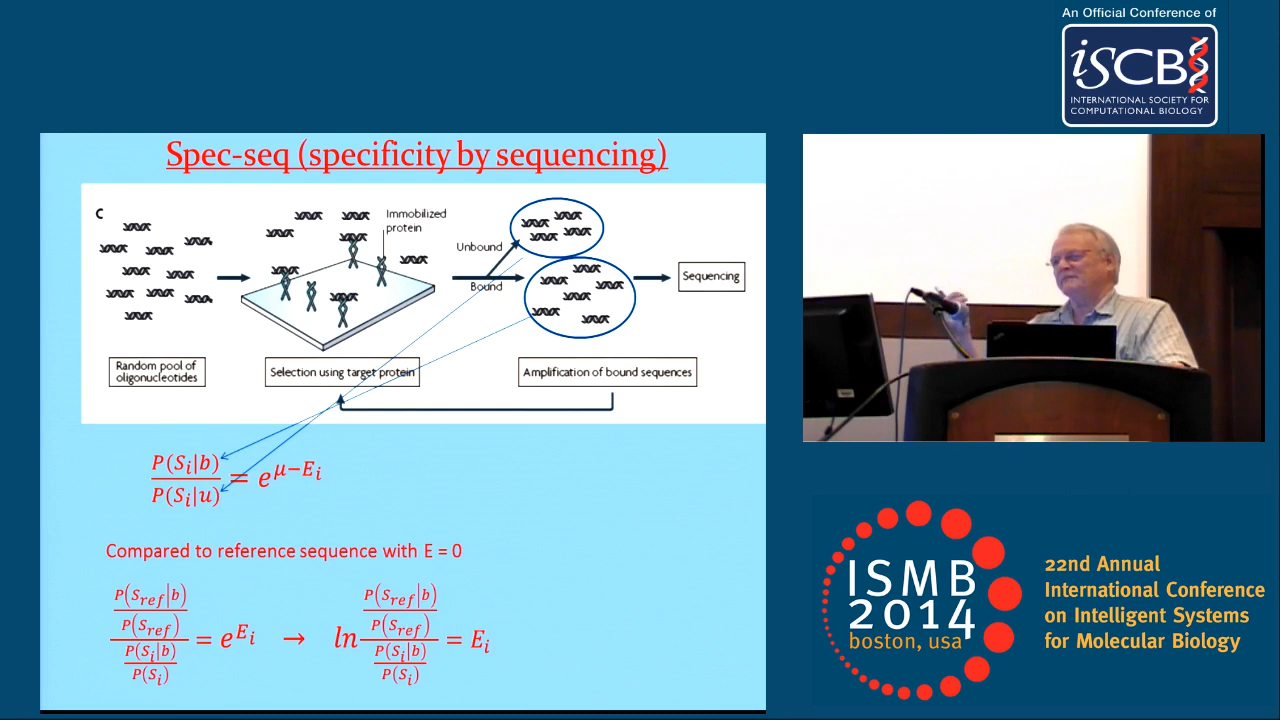 An Official Conference of
iSCB
INTERNATIONAL SOCIETY FOR
COMPUTATIONAL BIOLOGY
Spec-seq (specificity by sequencing)
c
Immobilized
protein
Unbound
Bound
Sequencing
Random pool of
oligonucleotides
Selection using target protein
Amplification of bound sequences
P(S_i|b) / P(S_i|u) = e^{μ−E_i}
Compared to reference sequence with E = 0
(P(S_ref|b) / P(S_ref)) / (P(S_i|b) / P(S_i)) = e^{E_i} → ln (P(S_ref|b) / P(S_ref)) / (P(S_i|b) / P(S_i)) = E_i
ISMB
2014
boston, usa
22nd Annual
International Conference
on Intelligent Systems
for Molecular Biology